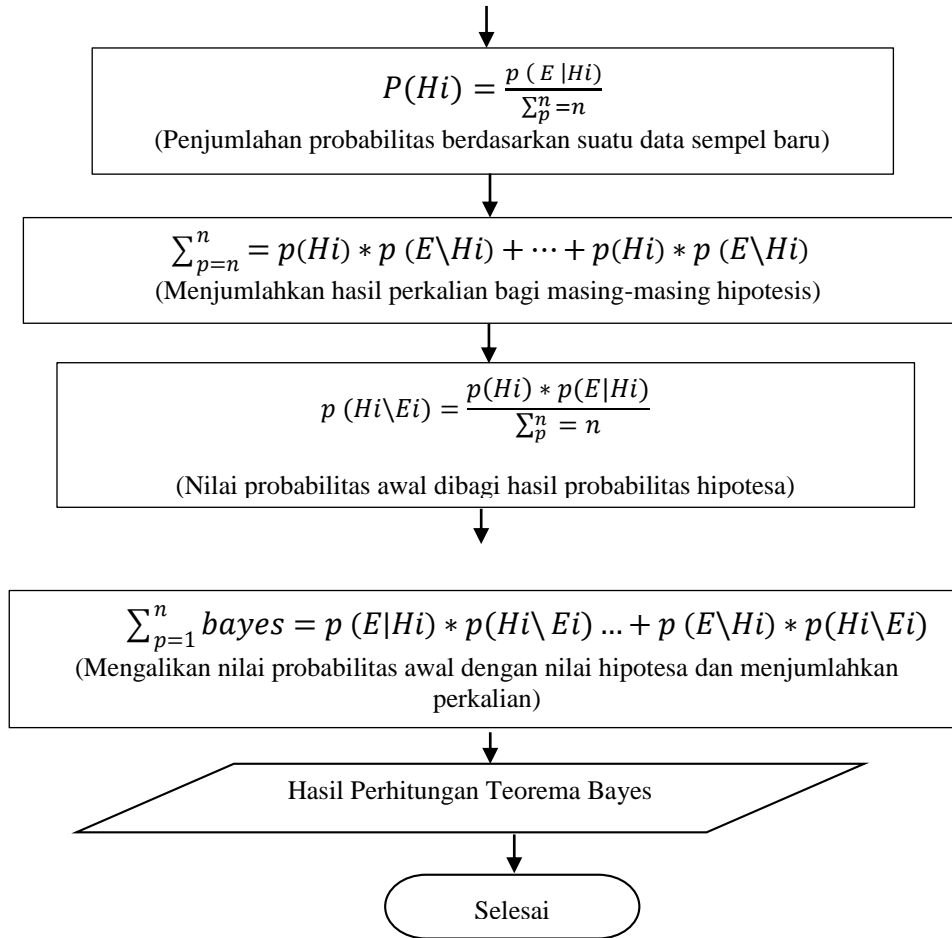 P(Hi) = p ( E |Hi) / ∑_p^n =n
(Penjumlahan probabilitas berdasarkan suatu data sempel baru)
∑_{p=n}^n = p(Hi) * p (E\Hi) + ⋯ + p(Hi) * p (E\Hi)
(Menjumlahkan hasil perkalian bagi masing-masing hipotesis)
p (Hi\Ei) = p(Hi) * p(E|Hi) / ∑_p^n = n
(Nilai probabilitas awal dibagi hasil probabilitas hipotesa)
∑_{p=1}^n bayes = p (E|Hi) * p(Hi\ Ei) … + p (E\Hi) * p(Hi\Ei)
(Mengalikan nilai probabilitas awal dengan nilai hipotesa dan menjumlahkan
perkalian)
Hasil Perhitungan Teorema Bayes
Selesai